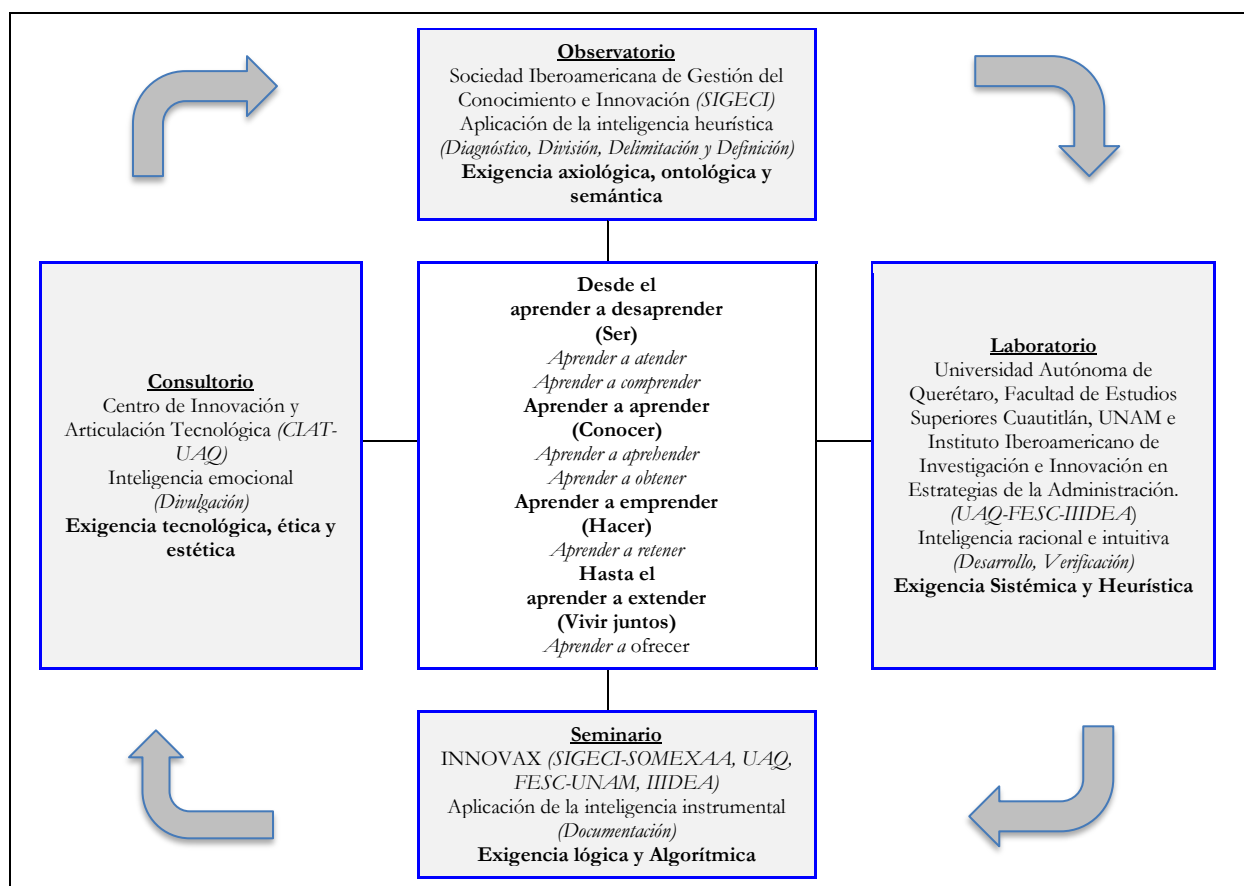 Observatorio
Sociedad Iberoamericana de Gestión del
Conocimiento e Innovación (SIGECI)
Aplicación de la inteligencia heurística
(Diagnóstico, División, Delimitación y Definición)
Exigencia axiológica, ontológica y
semántica
Consultorio
Centro de Innovación y
Articulación Tecnológica (CIAT-
UAQ)
Inteligencia emocional
(Divulgación)
Exigencia tecnológica, ética y
estética
Desde el
aprender a desaprender
(Ser)
Aprender a atender
Aprender a comprender
Aprender a aprender
(Conocer)
Aprender a aprehender
Aprender a obtener
Aprender a emprender
(Hacer)
Aprender a retener
Hasta el
aprender a extender
(Vivir juntos)
Aprender a ofrecer
Laboratorio
Universidad Autónoma de
Querétaro, Facultad de Estudios
Superiores Cuautitlán, UNAM e
Instituto Iberoamericano de
Investigación e Innovación en
Estrategias de la Administración.
(UAQ-FESC-IIIDEA)
Inteligencia racional e intuitiva
(Desarrollo, Verificación)
Exigencia Sistémica y Heurística
Seminario
INNOVAX (SIGECI-SOMEXAA, UAQ,
FESC-UNAM, IIIDEA)
Aplicación de la inteligencia instrumental
(Documentación)
Exigencia lógica y Algorítmica